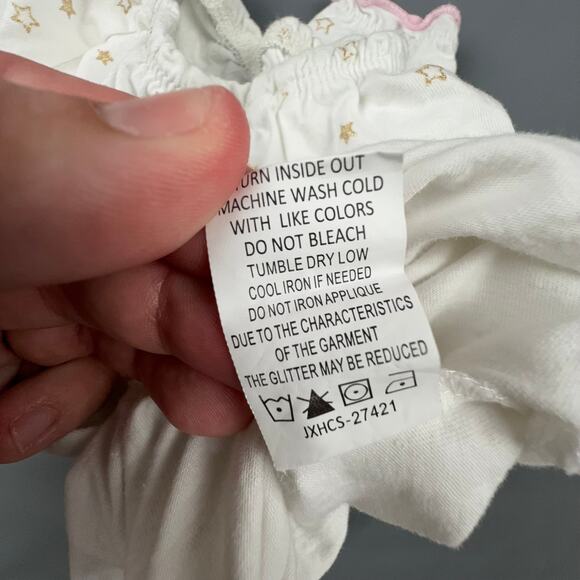 TURN INSIDE OUT
MACHINE WASH COLD
WITH LIKE COLORS
DO NOT BLEACH
TUMBLE DRY LOW
COOL IRON IF NEEDED
DO NOT IRON APPLIQUE
DUE TO THE CHARACTERISTICS
OF THE GARMENT
THE GLITTER MAY BE REDUCED
JXHCS-27421